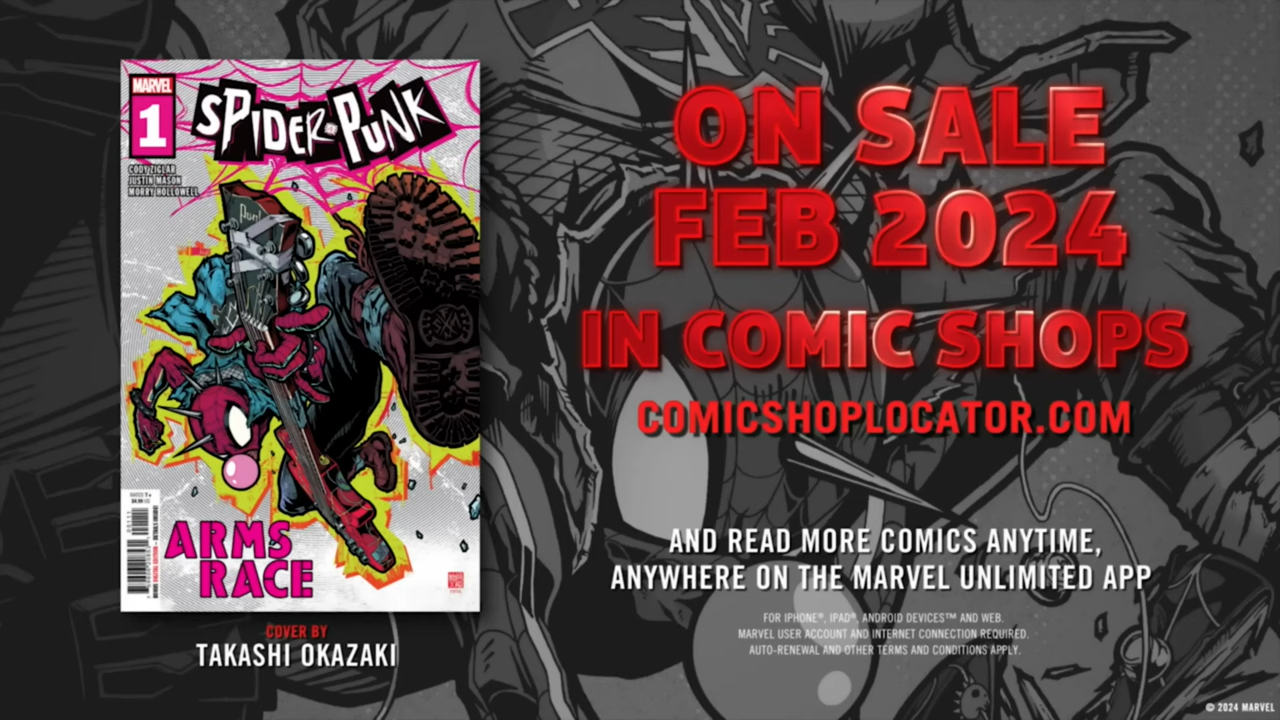 MARVEL
1
SPIDER-PUNK
CODY ZIGLAR
JUSTIN MASON
MORRY HOLLOWELL
Punk
ARMS
RACE
COVER BY
TAKASHI OKAZAKI
ON SALE
FEB 2024
IN COMIC SHOPS
COMICSHOPLOCATOR.COM
AND READ MORE COMICS ANYTIME,
ANYWHERE ON THE MARVEL UNLIMITED APP
FOR IPHONE®, IPAD®, ANDROID DEVICES™ AND WEB.
MARVEL USER ACCOUNT AND INTERNET CONNECTION REQUIRED.
AUTO-RENEWAL AND OTHER TERMS AND CONDITIONS APPLY.
© 2024 MARVEL